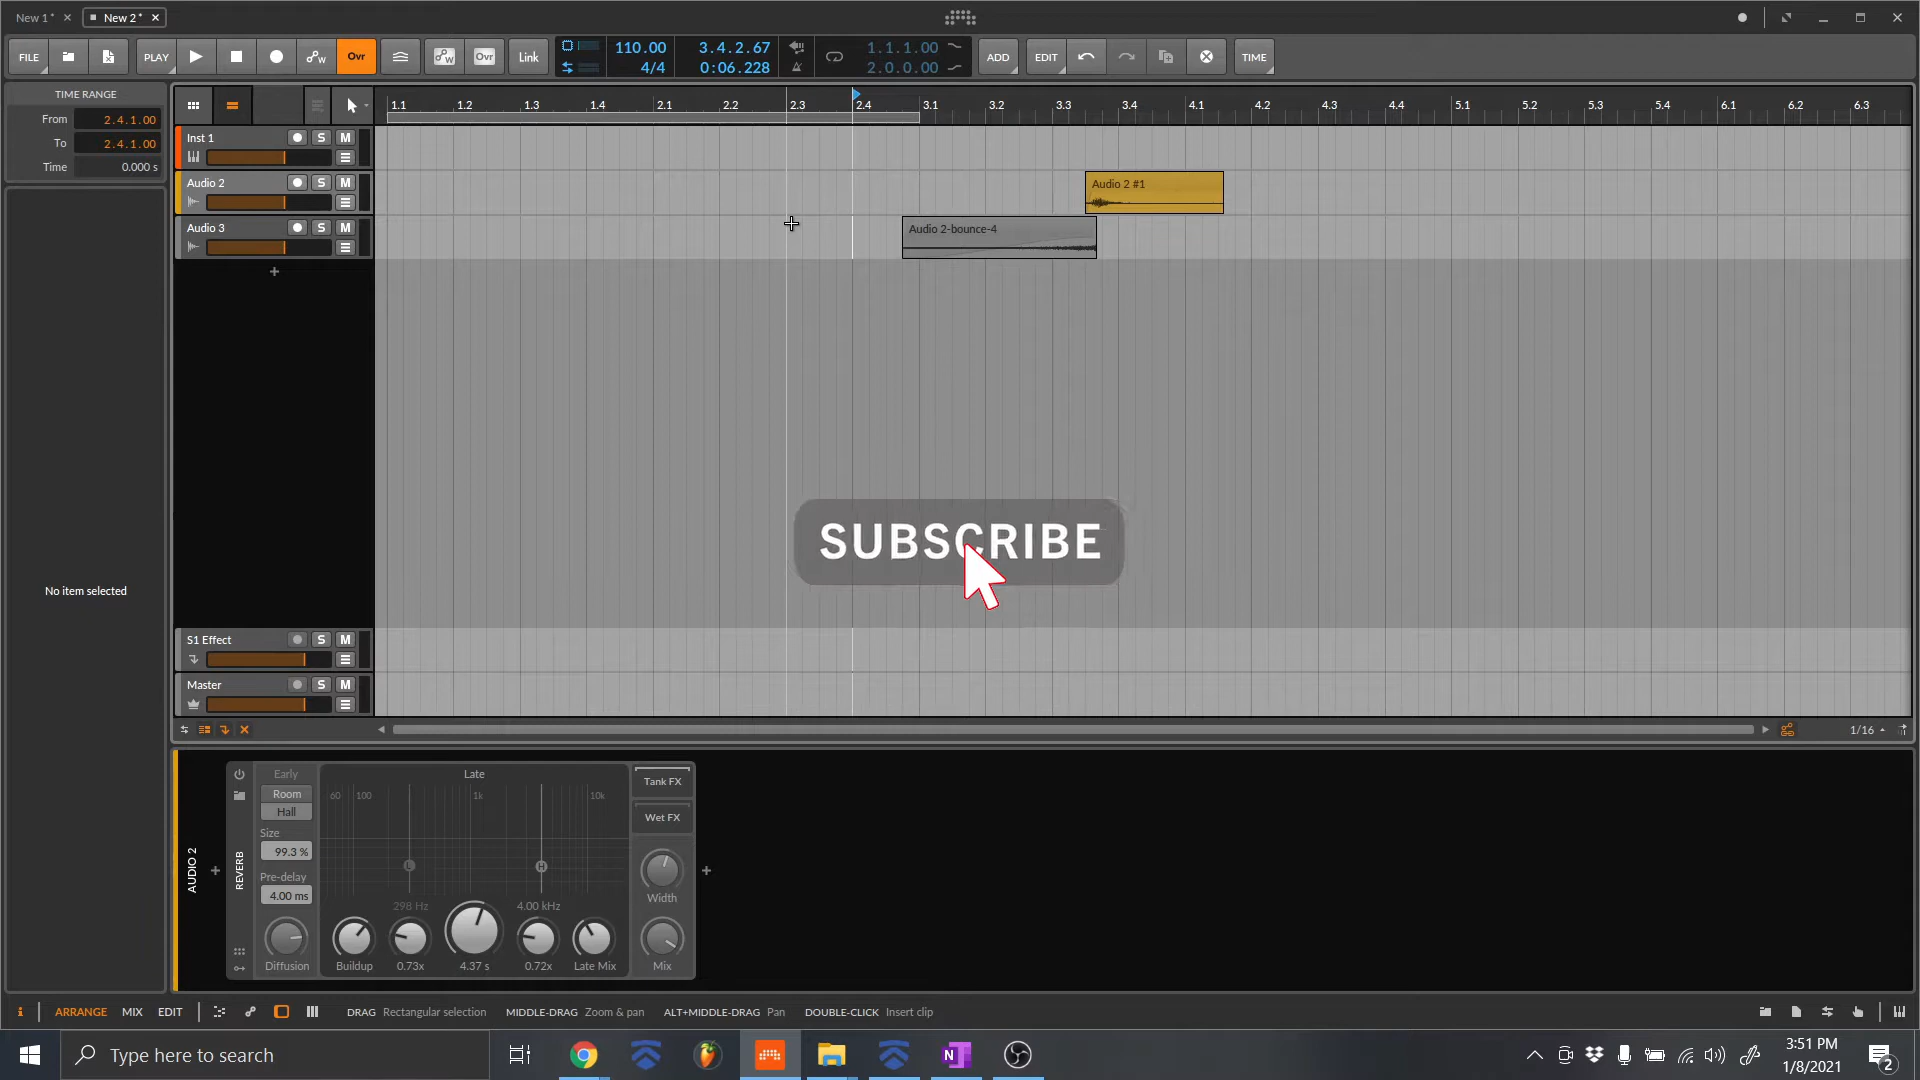 New 1 *
New 2 *
FILE
PLAY
Ovr
Ovr
Link
110.00
4/4
3.4.2.67
0:06.228
1.1.1.00
2.0.0.00
ADD
EDIT
TIME
TIME RANGE
From 2.4.1.00
To 2.4.1.00
Time 0.000 s
No item selected
1.1 1.2 1.3 1.4 2.1 2.2 2.3 2.4 3.1 3.2 3.3 3.4 4.1 4.2 4.3 4.4 5.1 5.2 5.3 5.4 6.1 6.2 6.3
Inst 1 S M
Audio 2 S M
Audio 2 #1
Audio 3 S M
Audio 2-bounce-4
SUBSCRIBE
S1 Effect S M
Master S M
1/16
AUDIO 2
REVERB
Early
Room
Hall
Size
99.3 %
Pre-delay
4.00 ms
Diffusion
Late
60 100 1k 10k
L H
298 Hz 4.00 kHz
Buildup 0.73x 4.37 s 0.72x Late Mix
Tank FX
Wet FX
Width
Mix
i ARRANGE MIX EDIT
DRAG Rectangular selection MIDDLE-DRAG Zoom & pan ALT+MIDDLE-DRAG Pan DOUBLE-CLICK Insert clip
Type here to search
N
3:51 PM
1/8/2021
2